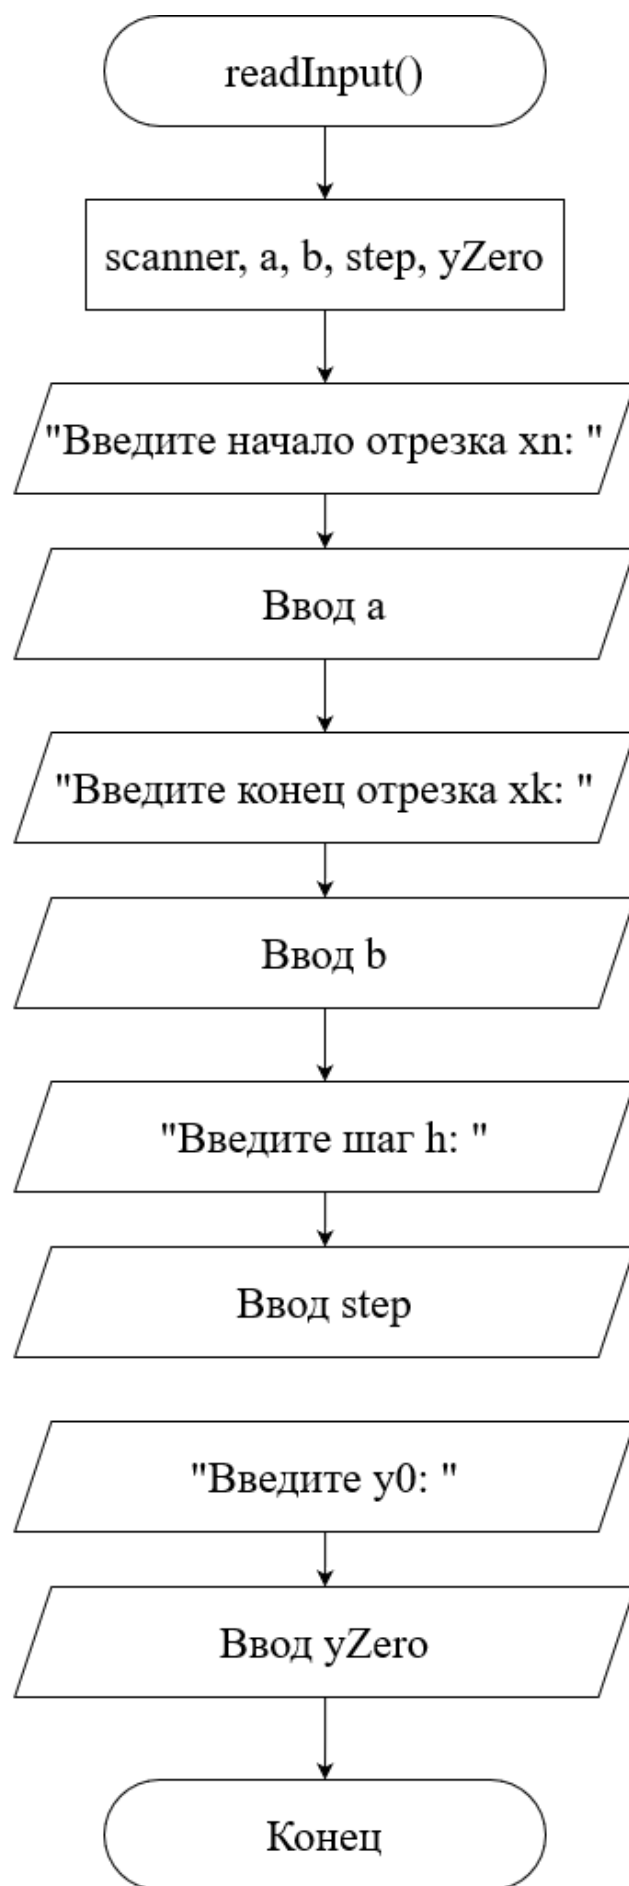 readInput()
scanner, a, b, step, yZero
"Введите начало отрезка xn: "
Ввод a
"Введите конец отрезка xk: "
Ввод b
"Введите шаг h: "
Ввод step
"Введите y0: "
Ввод yZero
Конец